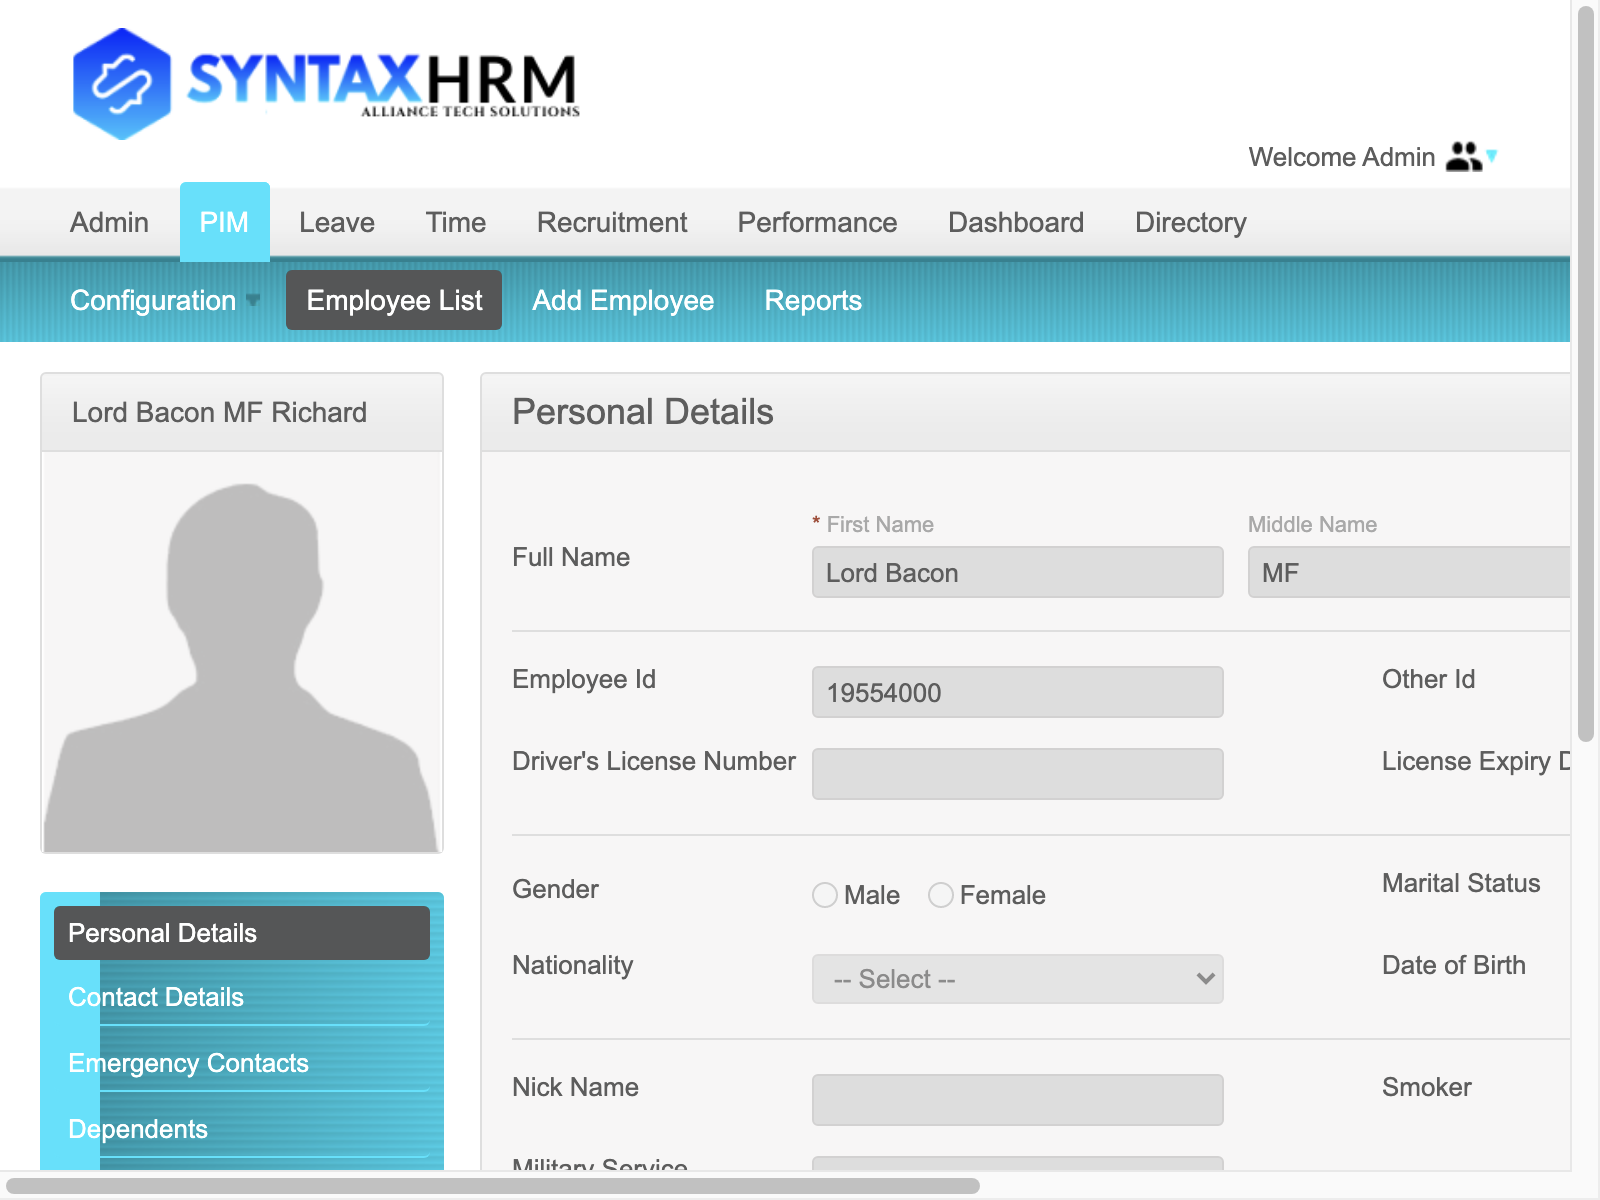 SYNTAXHRM
ALLIANCE TECH SOLUTIONS
Welcome Admin
Admin PIM Leave Time Recruitment Performance Dashboard Directory
Configuration Employee List Add Employee Reports
Lord Bacon MF Richard
Personal Details
* First Name Middle Name
Full Name Lord Bacon MF
Employee Id 19554000 Other Id
Driver's License Number License Expiry
Gender Male Female Marital Status
Nationality -- Select -- Date of Birth
Nick Name Smoker
Military Service
Personal Details
Contact Details
Emergency Contacts
Dependents